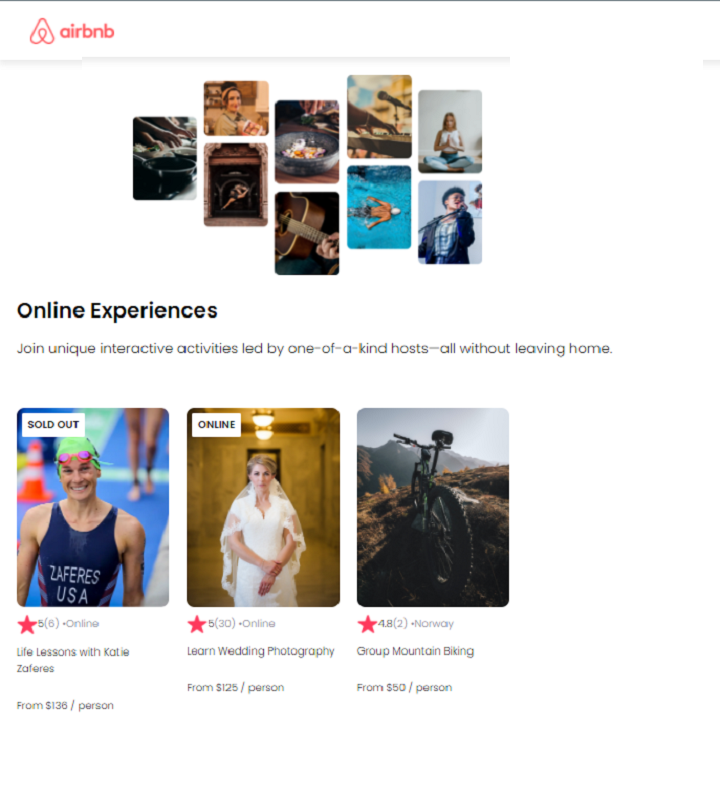 airbnb
Online Experiences
Join unique interactive activities led by one-of-a-kind hosts—all without leaving home.
SOLD OUT
ZAFERES
USA
5(6) •Online
Life Lessons with Katie
Zaferes
From $136 / person
ONLINE
5(30) •Online
Learn Wedding Photography
From $125 / person
4.8(2) •Norway
Group Mountain Biking
From $50 / person